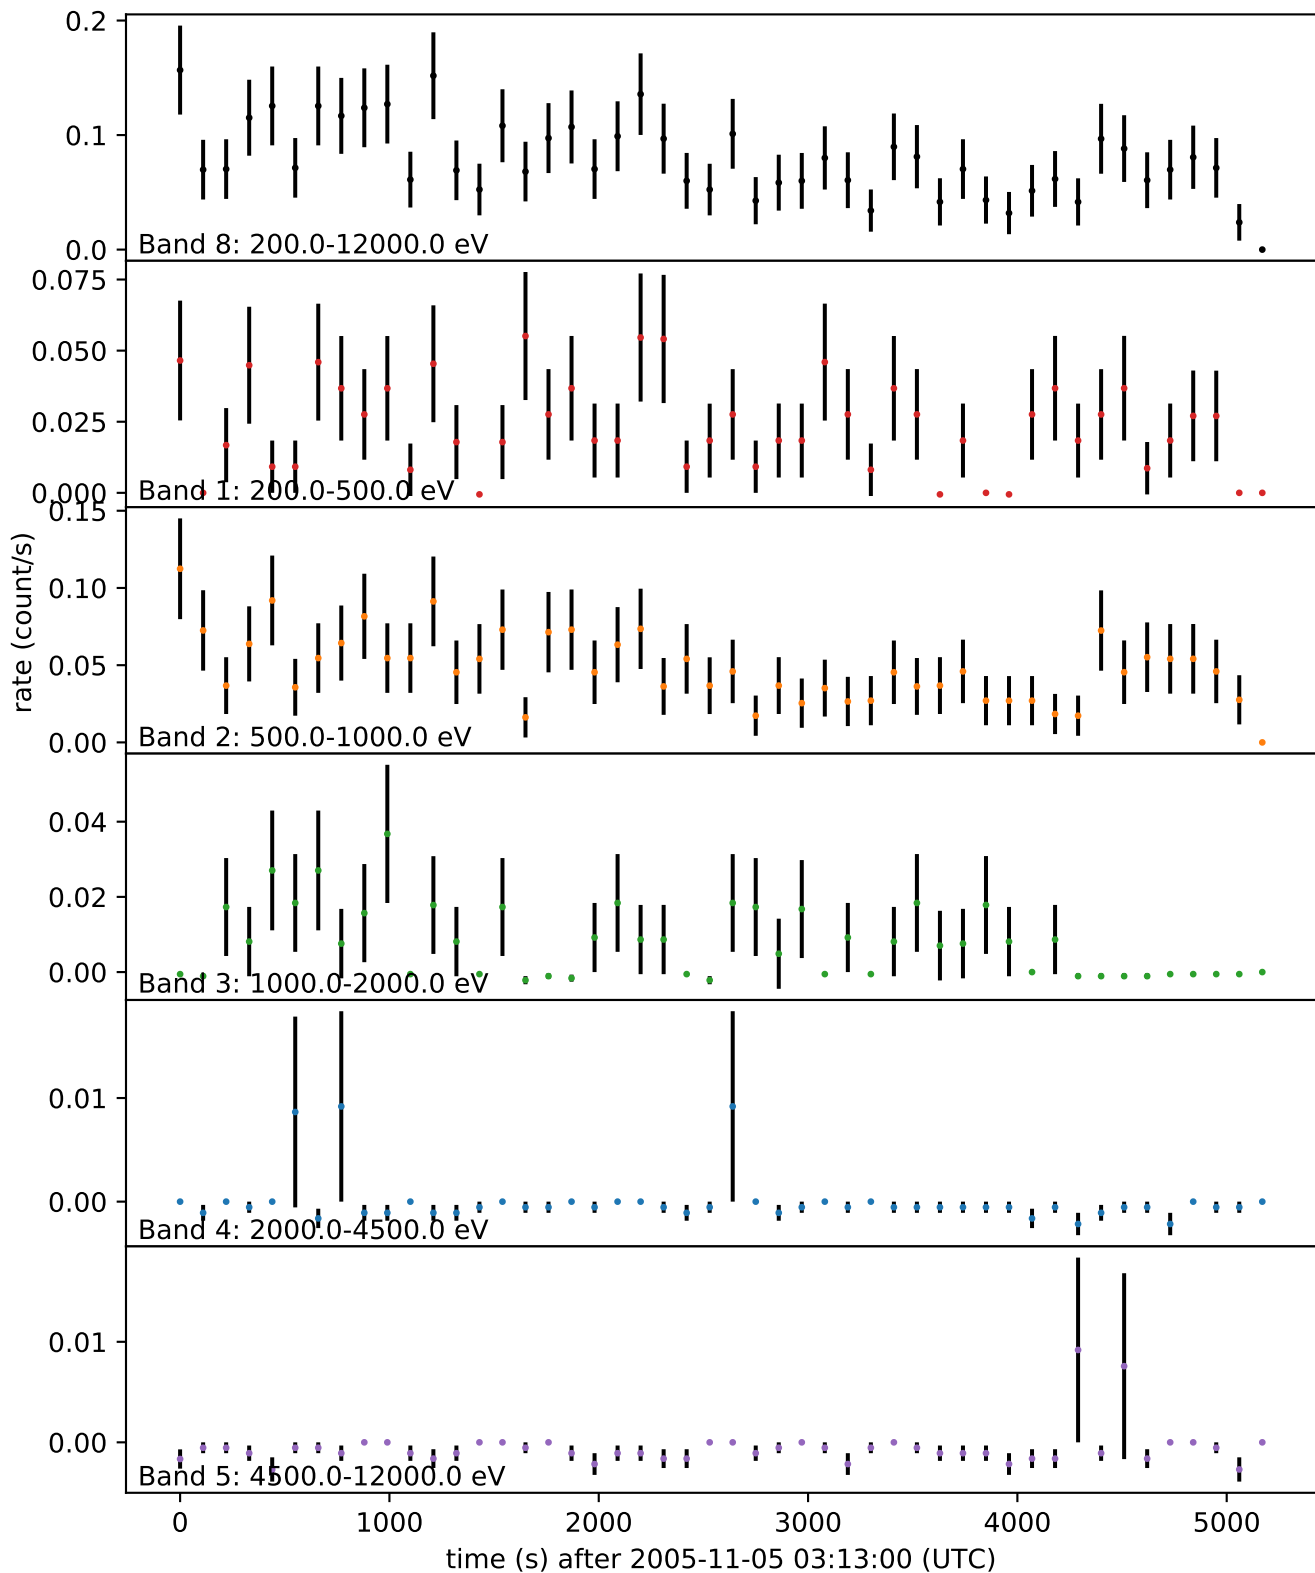 0.2
0.1
0.0
Band 8: 200.0-12000.0 eV
0.075
0.050
0.025
0.000
Band 1: 200.0-500.0 eV
rate (count/s)
0.15
0.10
0.05
0.00
Band 2: 500.0-1000.0 eV
0.04
0.02
0.00
Band 3: 1000.0-2000.0 eV
0.01
0.00
Band 4: 2000.0-4500.0 eV
0.01
0.00
Band 5: 4500.0-12000.0 eV
0 1000 2000 3000 4000 5000
time (s) after 2005-11-05 03:13:00 (UTC)